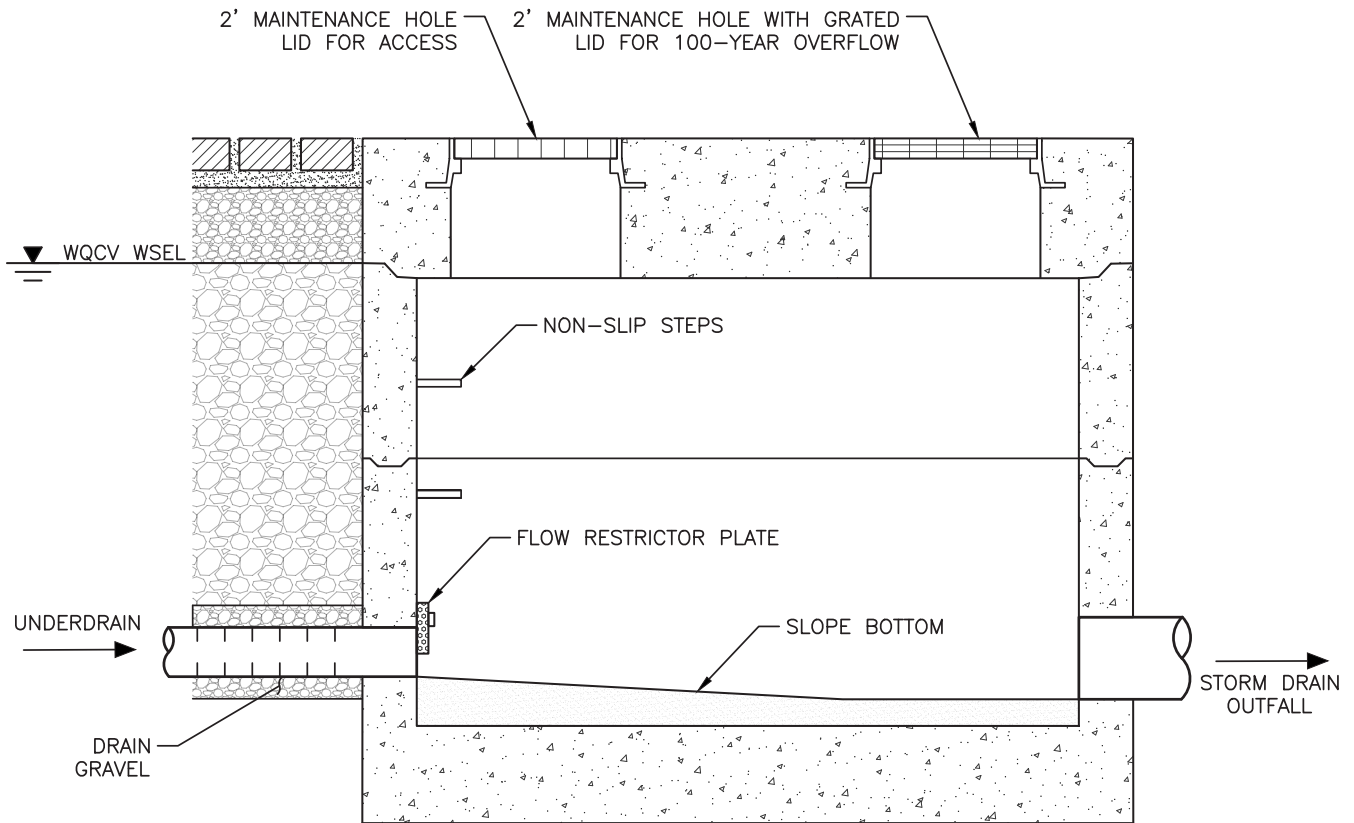 2' MAINTENANCE HOLE
LID FOR ACCESS
2' MAINTENANCE HOLE WITH GRATED
LID FOR 100-YEAR OVERFLOW
WQCV WSEL
NON-SLIP STEPS
FLOW RESTRICTOR PLATE
UNDERDRAIN
SLOPE BOTTOM
STORM DRAIN
OUTFALL
DRAIN
GRAVEL